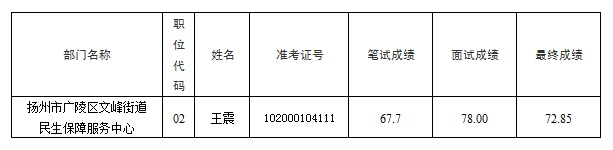 部门名称 职位代码 姓名 准考证号 笔试成绩 面试成绩 最终成绩
扬州市广陵区文峰街道
民生保障服务中心 02 王震 102000104111 67.7 78.00 72.85